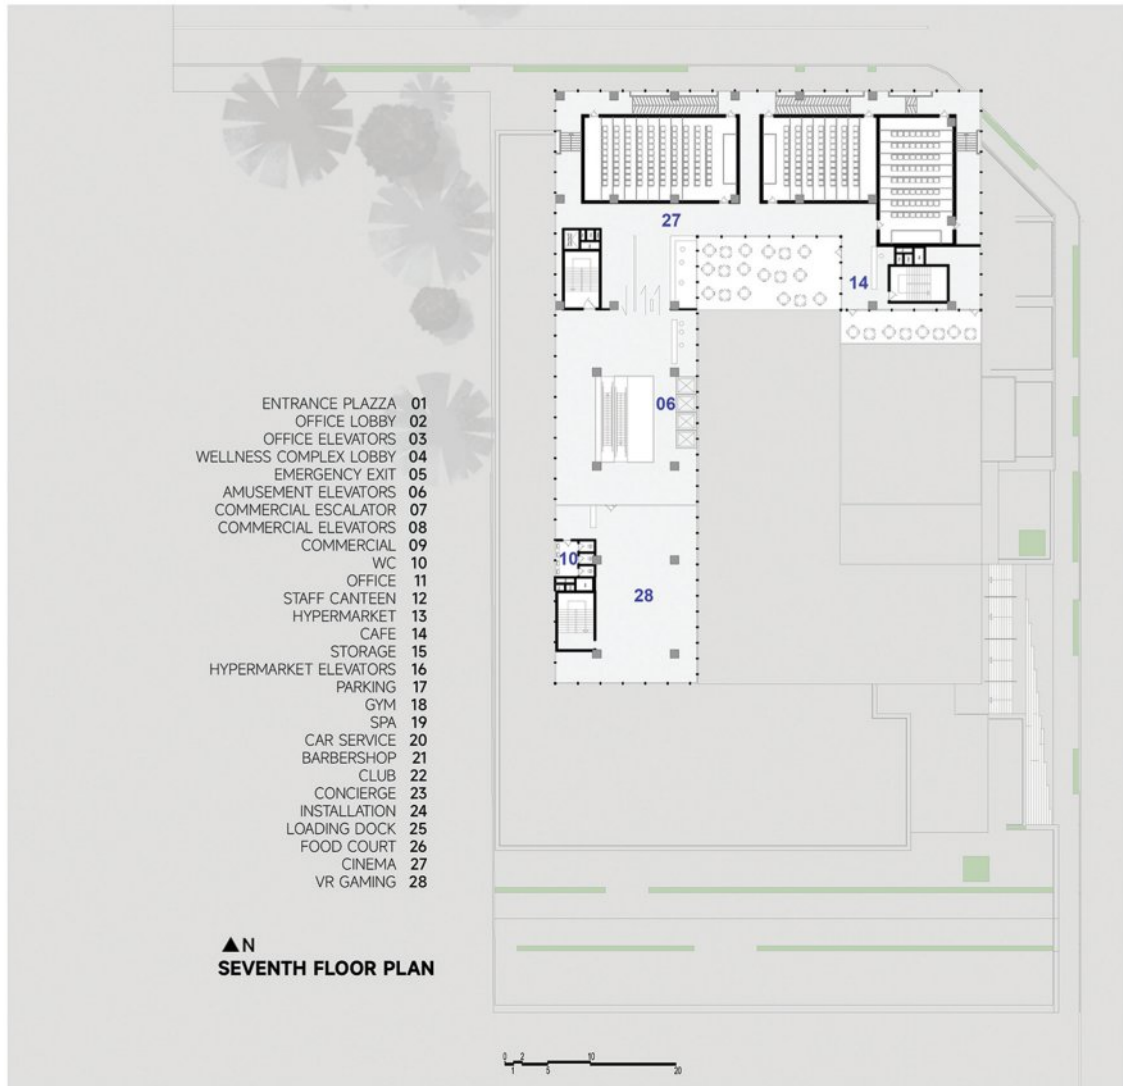 27
14
06
10
28
ENTRANCE PLAZZA 01
OFFICE LOBBY 02
OFFICE ELEVATORS 03
WELLNESS COMPLEX LOBBY 04
EMERGENCY EXIT 05
AMUSEMENT ELEVATORS 06
COMMERCIAL ESCALATOR 07
COMMERCIAL ELEVATORS 08
COMMERCIAL 09
WC 10
OFFICE 11
STAFF CANTEEN 12
HYPERMARKET 13
CAFE 14
STORAGE 15
HYPERMARKET ELEVATORS 16
PARKING 17
GYM 18
SPA 19
CAR SERVICE 20
BARBERSHOP 21
CLUB 22
CONCIERGE 23
INSTALLATION 24
LOADING DOCK 25
FOOD COURT 26
CINEMA 27
VR GAMING 28
▲N
SEVENTH FLOOR PLAN
0 2 10
1 5 20